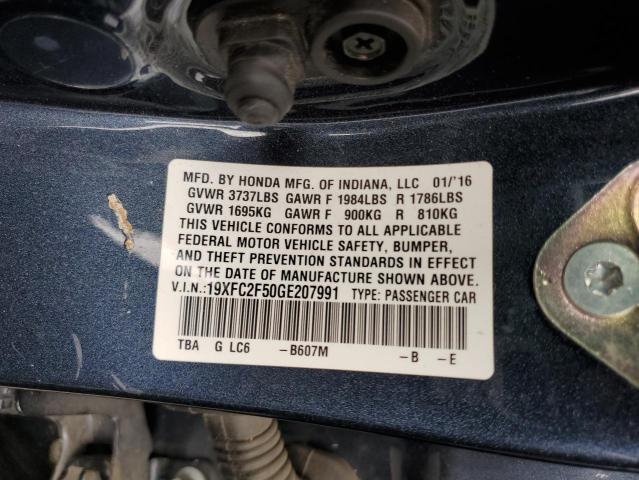 MFD. BY HONDA MFG. OF INDIANA, LLC 01/'16
GVWR 3737LBS GAWR F 1984LBS R 1786LBS
GVWR 1695KG GAWR F 900KG R 810KG
THIS VEHICLE CONFORMS TO ALL APPLICABLE
FEDERAL MOTOR VEHICLE SAFETY, BUMPER,
AND THEFT PREVENTION STANDARDS IN EFFECT
ON THE DATE OF MANUFACTURE SHOWN ABOVE.
V.I.N.:19XFC2F50GE207991 TYPE: PASSENGER CAR
TBA G LC6 -B607M -B -E